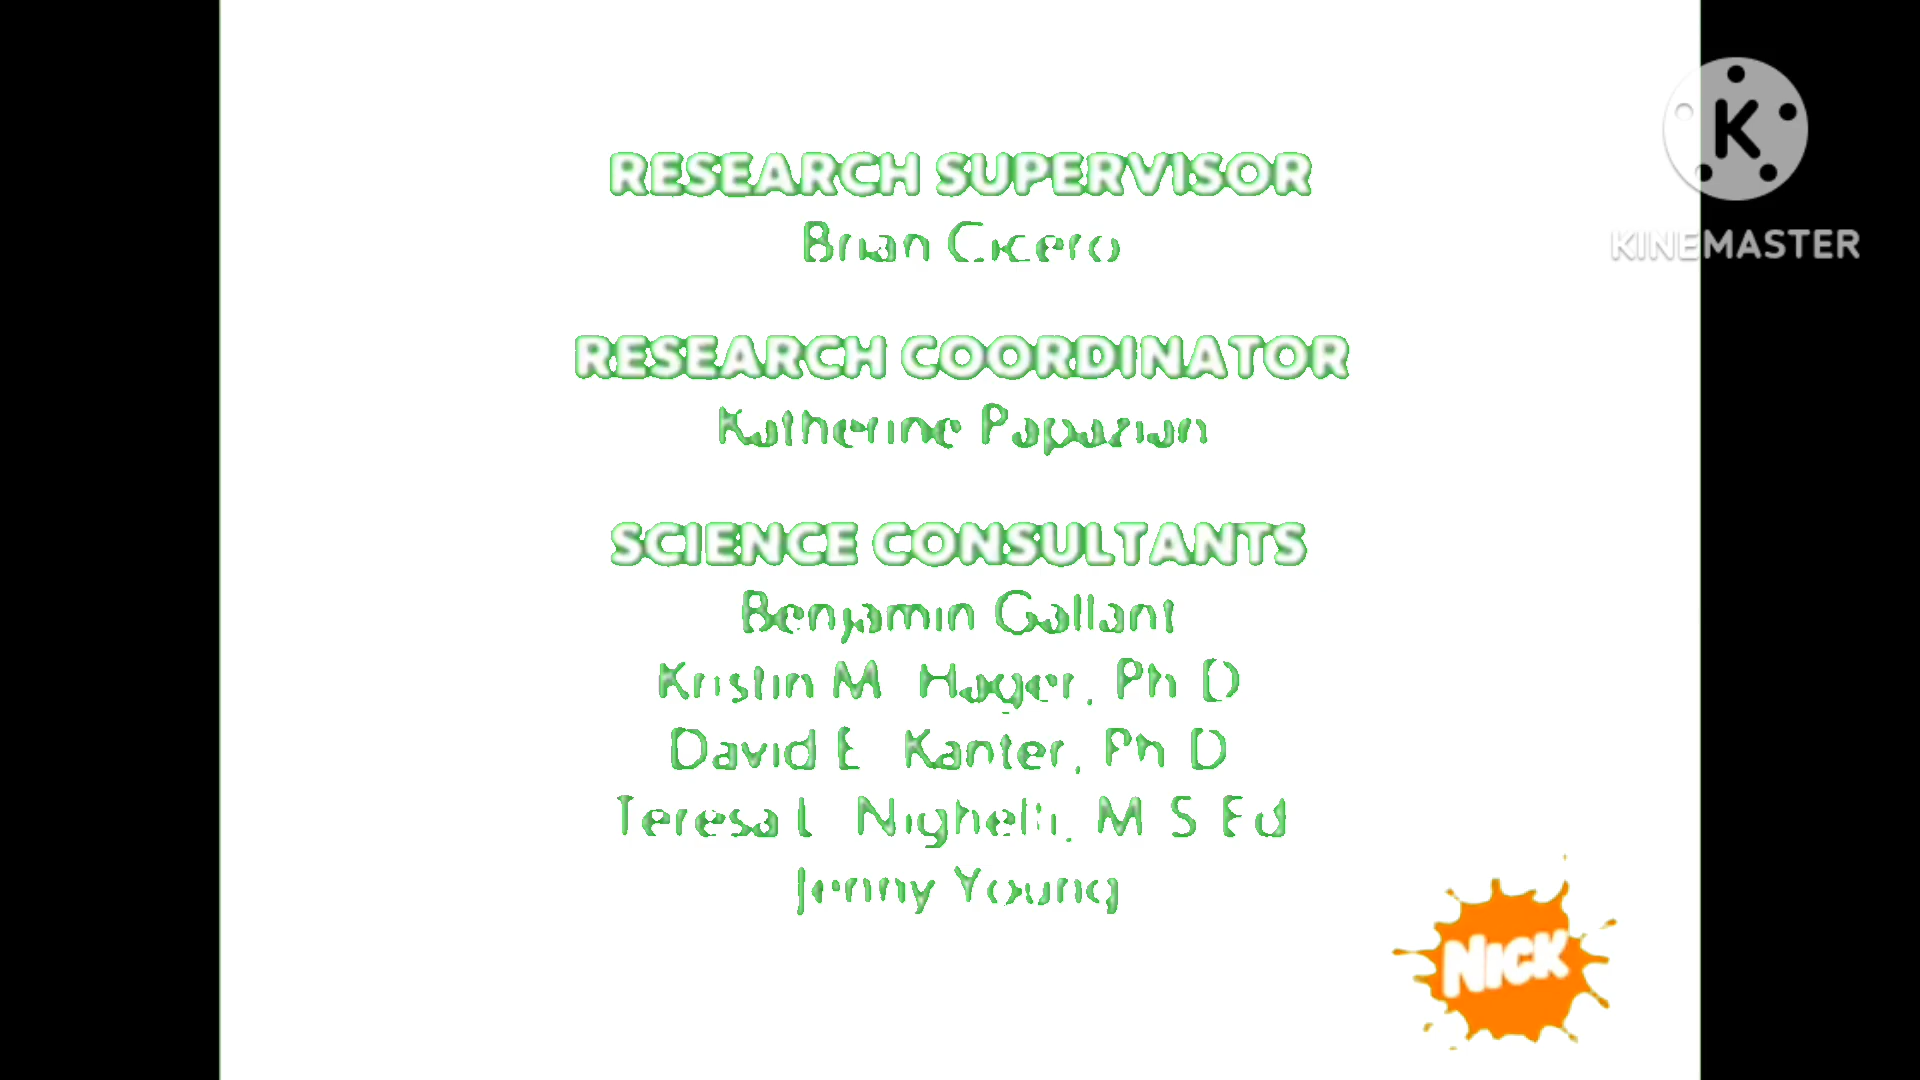 RESEARCH SUPERVISOR
Brian Cicero
RESEARCH COORDINATOR
Katherine Papazian
SCIENCE CONSULTANTS
Benjamin Gallant
Kristin M Hager, Ph D
David E Kanter, Ph D
Teresa L Nighelli, M S Ed
Jenny Young
K
KINEMASTER
NICK